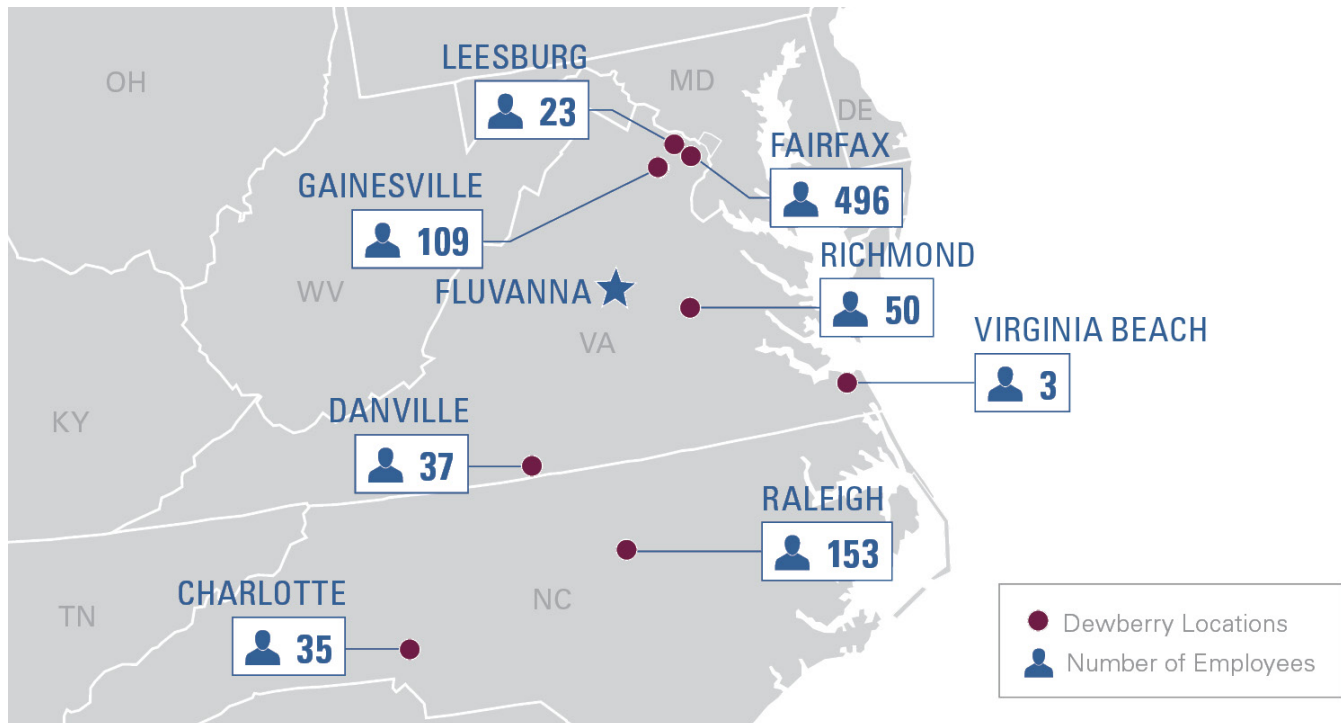 LEESBURG
23
OH
MD
DE
FAIRFAX
496
GAINESVILLE
109
RICHMOND
50
WV
FLUVANNA
VA
VIRGINIA BEACH
3
KY
DANVILLE
37
RALEIGH
153
CHARLOTTE
35
TN
NC
Dewberry Locations
Number of Employees